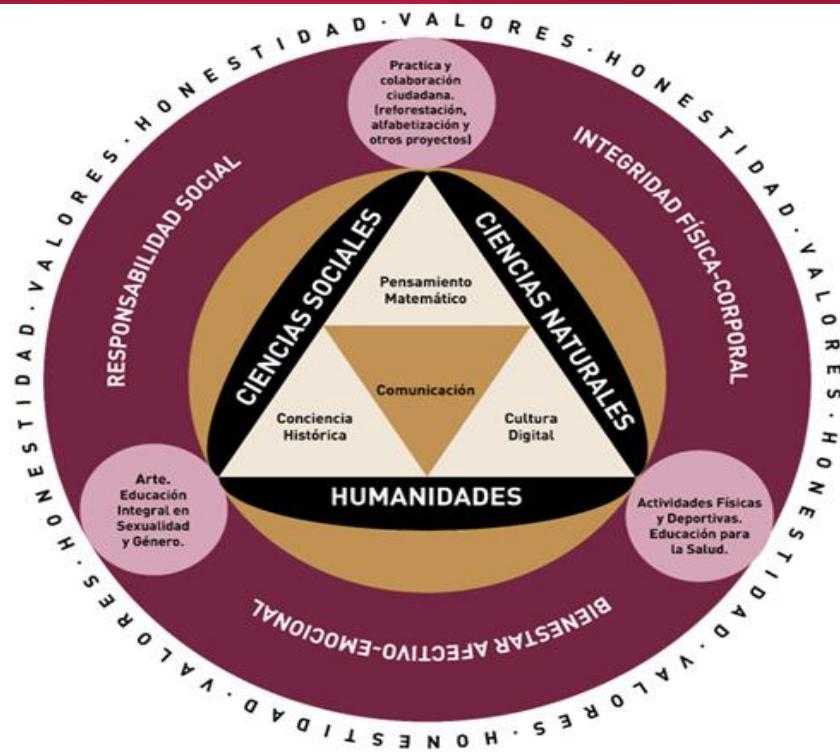 HONESTIDAD·VALORES·HONESTIDAD·VALORES·HONESTIDAD·VALORES·HONESTIDAD·VALORES·HONESTIDAD·VALORES·
Practica y
colaboración
ciudadana.
(reforestación,
alfabetización y
otros proyectos)
RESPONSABILIDAD SOCIAL
INTEGRIDAD FÍSICA-CORPORAL
CIENCIAS SOCIALES
CIENCIAS NATURALES
Pensamiento
Matemático
Comunicación
Conciencia
Histórica
Cultura
Digital
HUMANIDADES
Arte.
Educación
Integral en
Sexualidad
y Género.
Actividades Físicas
y Deportivas.
Educación para
la Salud.
BIENESTAR AFECTIVO-EMOCIONAL